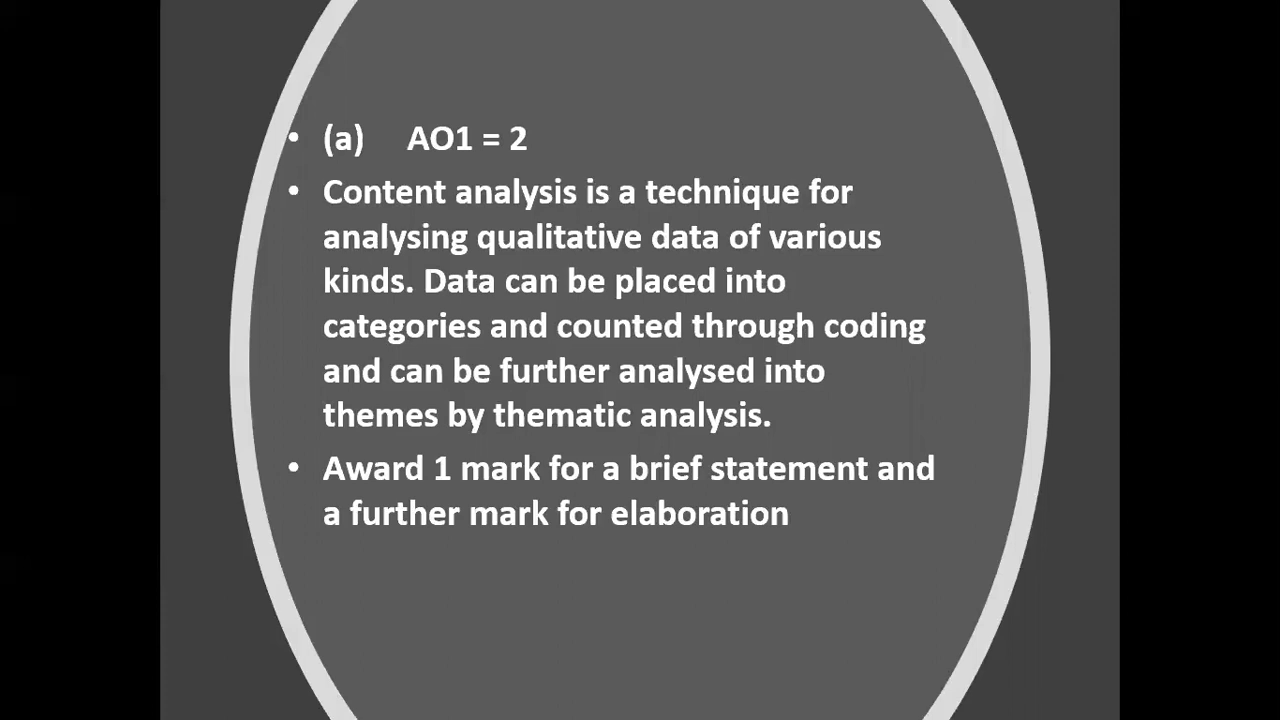 • (a) AO1 = 2
• Content analysis is a technique for
analysing qualitative data of various
kinds. Data can be placed into
categories and counted through coding
and can be further analysed into
themes by thematic analysis.
• Award 1 mark for a brief statement and
a further mark for elaboration